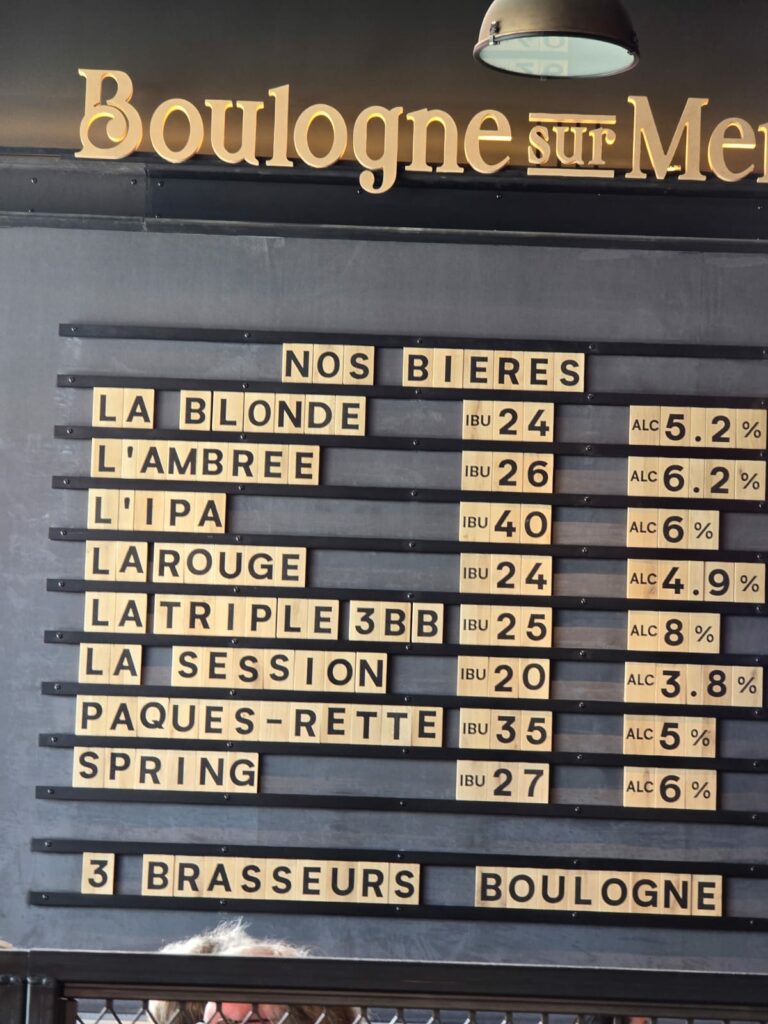 Boulogne sur Mer
NOS BIERES
LA BLONDE IBU 24 ALC 5.2 %
L'AMBREE IBU 26 ALC 6.2 %
L'IPA IBU 40 ALC 6 %
LA ROUGE IBU 24 ALC 4.9 %
LA TRIPLE 3BB IBU 25 ALC 8 %
LA SESSION IBU 20 ALC 3.8 %
PAQUES-RETTE IBU 35 ALC 5 %
SPRING IBU 27 ALC 6 %
3 BRASSEURS BOULOGNE